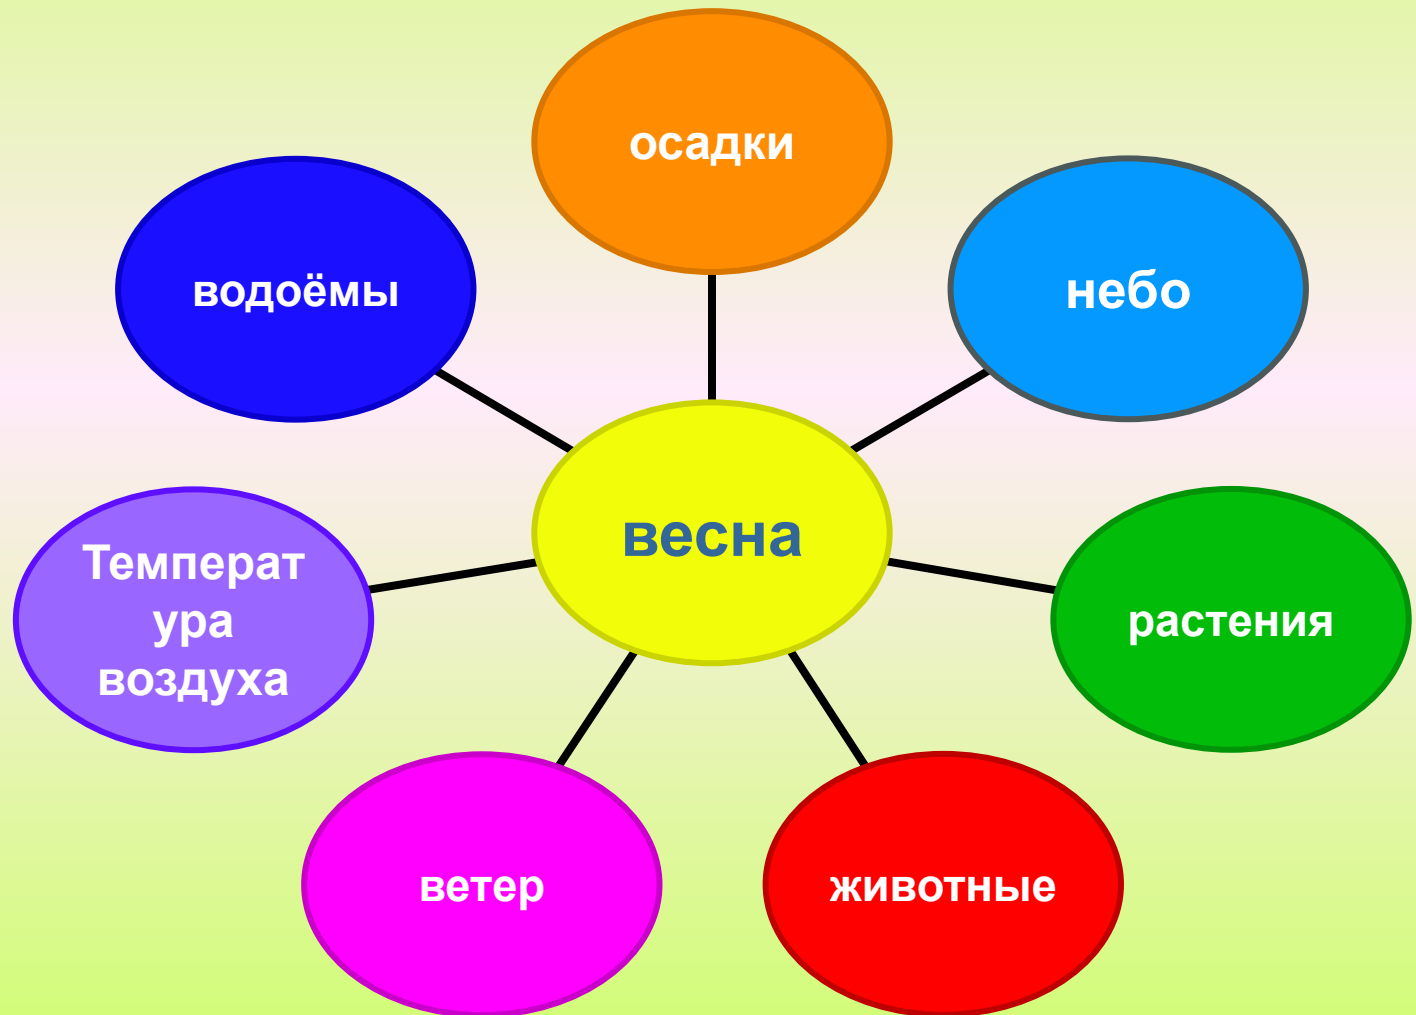 осадки
водоёмы
небо
весна
Температ
ура
воздуха
растения
ветер
животные